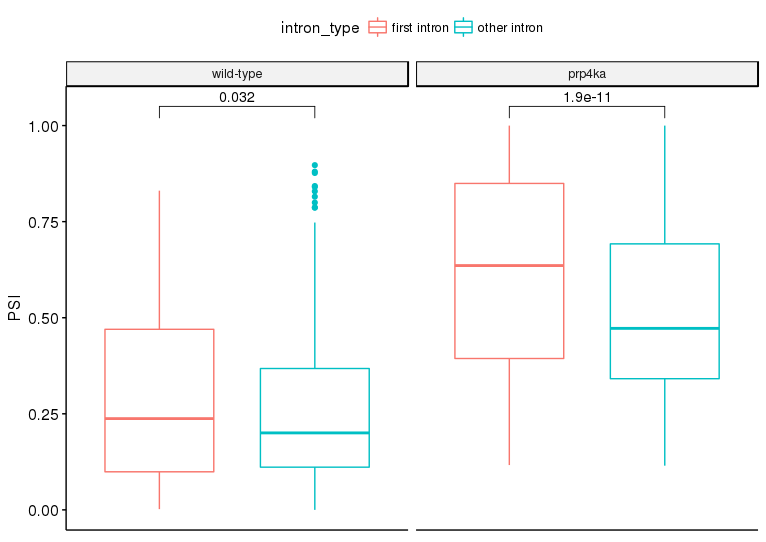 intron_type first intron other intron
wild-type prp4ka
0.032 1.9e-11
1.00
0.75
0.50
0.25
0.00
PSI